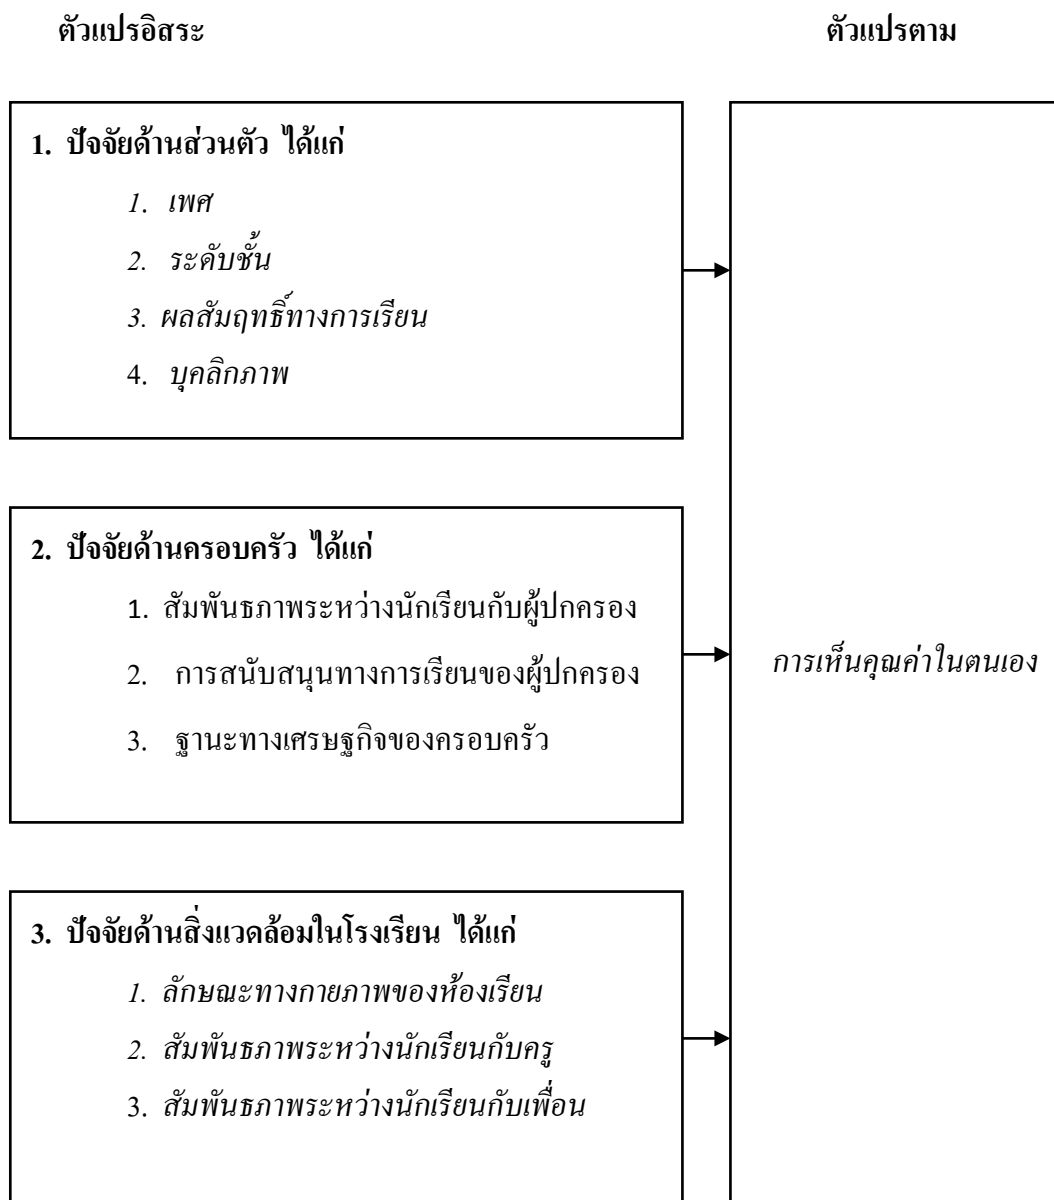 ตัวแปรอิสระ
ตัวแปรตาม
1. ปัจจัยด้านส่วนตัว ได้แก่
1. เพศ
2. ระดับชั้น
3. ผลสัมฤทธิ์ทางการเรียน
4. บุคลิกภาพ
2. ปัจจัยด้านครอบครัว ได้แก่
1. สัมพันธภาพระหว่างนักเรียนกับผู้ปกครอง
2. การสนับสนุนทางการเรียนของผู้ปกครอง
3. ฐานะทางเศรษฐกิจของครอบครัว
3. ปัจจัยด้านสิ่งแวดล้อมในโรงเรียน ได้แก่
1. ลักษณะทางกายภาพของห้องเรียน
2. สัมพันธภาพระหว่างนักเรียนกับครู
3. สัมพันธภาพระหว่างนักเรียนกับเพื่อน
การเห็นคุณค่าในตนเอง